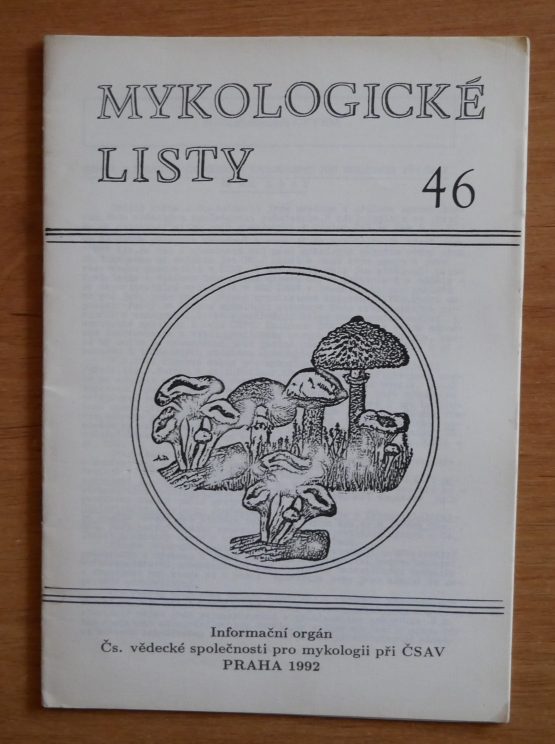 MYKOLOGICKÉ
LISTY
46
Informační orgán
Čs. vědecké společnosti pro mykologii při ČSAV
PRAHA 1992